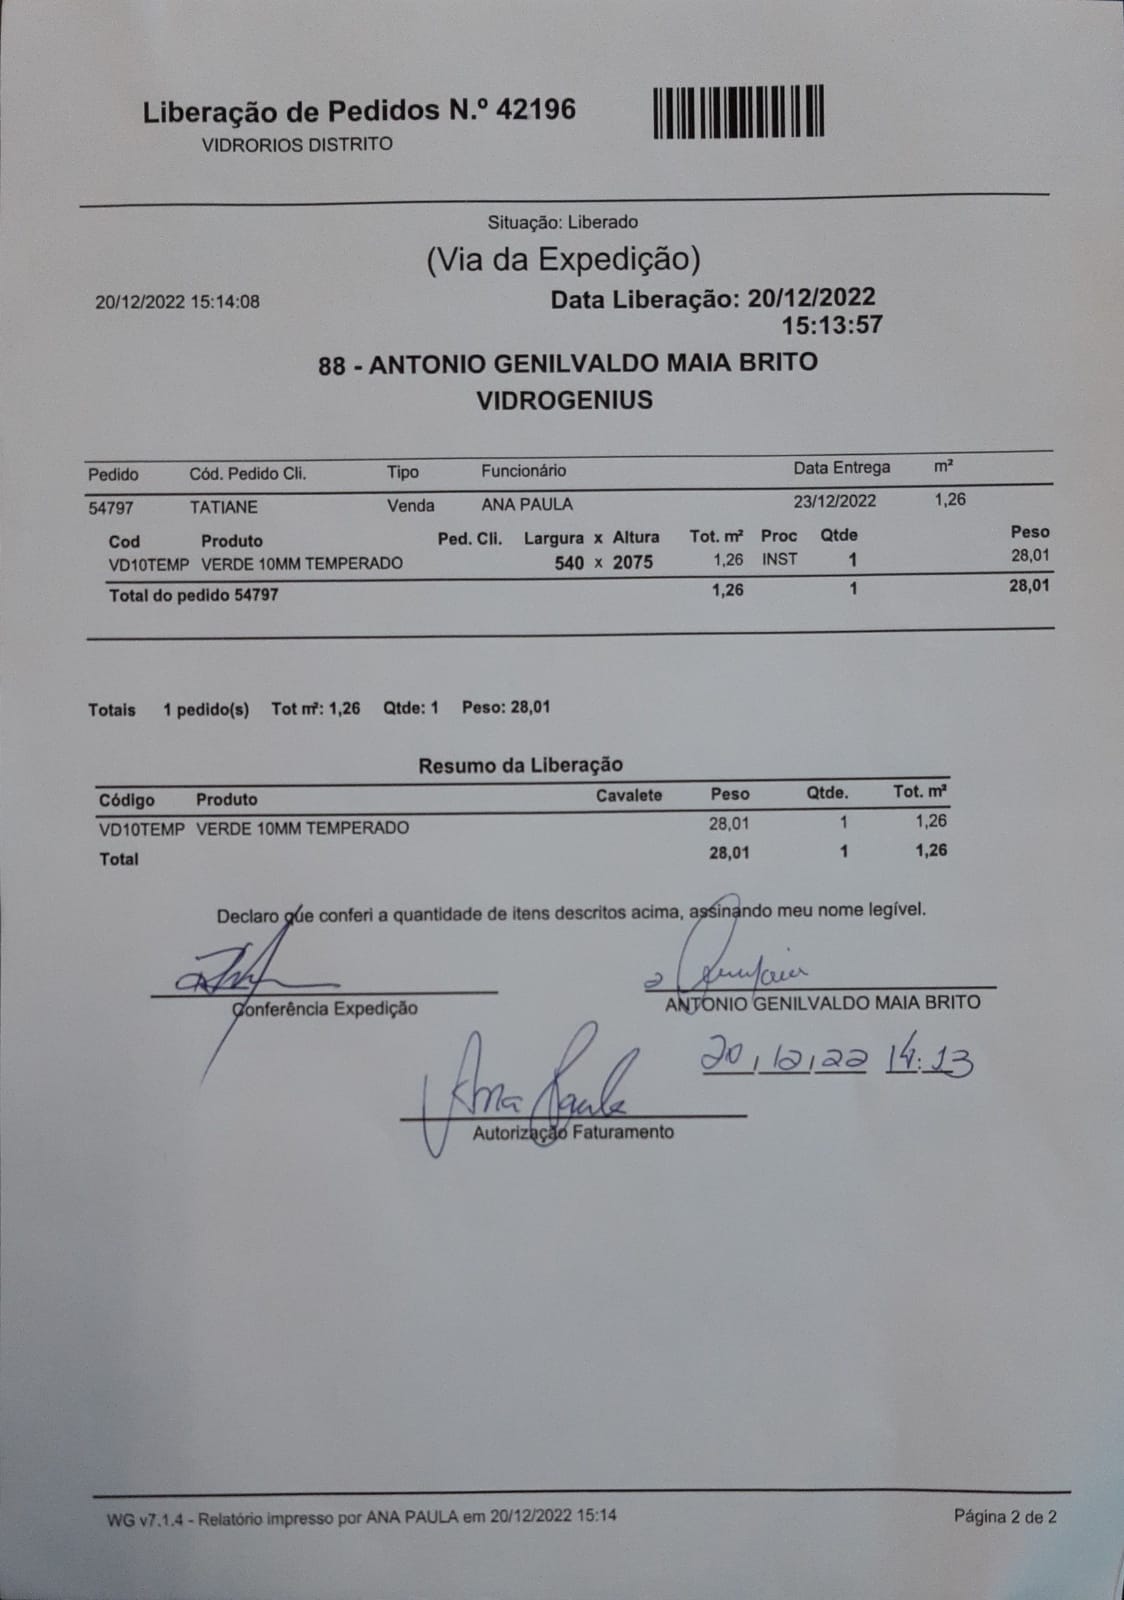 Liberação de Pedidos N.º 42196
VIDRORIOS DISTRITO
Situação: Liberado
(Via da Expedição)
20/12/2022 15:14:08 Data Liberação: 20/12/2022
15:13:57
88 - ANTONIO GENILVALDO MAIA BRITO
VIDROGENIUS
Pedido Cód. Pedido Cli. Tipo Funcionário Data Entrega m²
54797 TATIANE Venda ANA PAULA 23/12/2022 1,26
Cod Produto Ped. Cli. Largura x Altura Tot. m² Proc Qtde Peso
VD10TEMP VERDE 10MM TEMPERADO 540 x 2075 1,26 INST 1 28,01
Total do pedido 54797 1,26 1 28,01
Totais 1 pedido(s) Tot m²: 1,26 Qtde: 1 Peso: 28,01
Resumo da Liberação
Código Produto Cavalete Peso Qtde. Tot. m²
VD10TEMP VERDE 10MM TEMPERADO 28,01 1 1,26
Total 28,01 1 1,26
Declaro que conferi a quantidade de itens descritos acima, assinando meu nome legível.
Conferência Expedição ANTONIO GENILVALDO MAIA BRITO
20/12/22 14:13
Ana Paula
Autorização Faturamento
WG v7.1.4 - Relatório impresso por ANA PAULA em 20/12/2022 15:14 Página 2 de 2